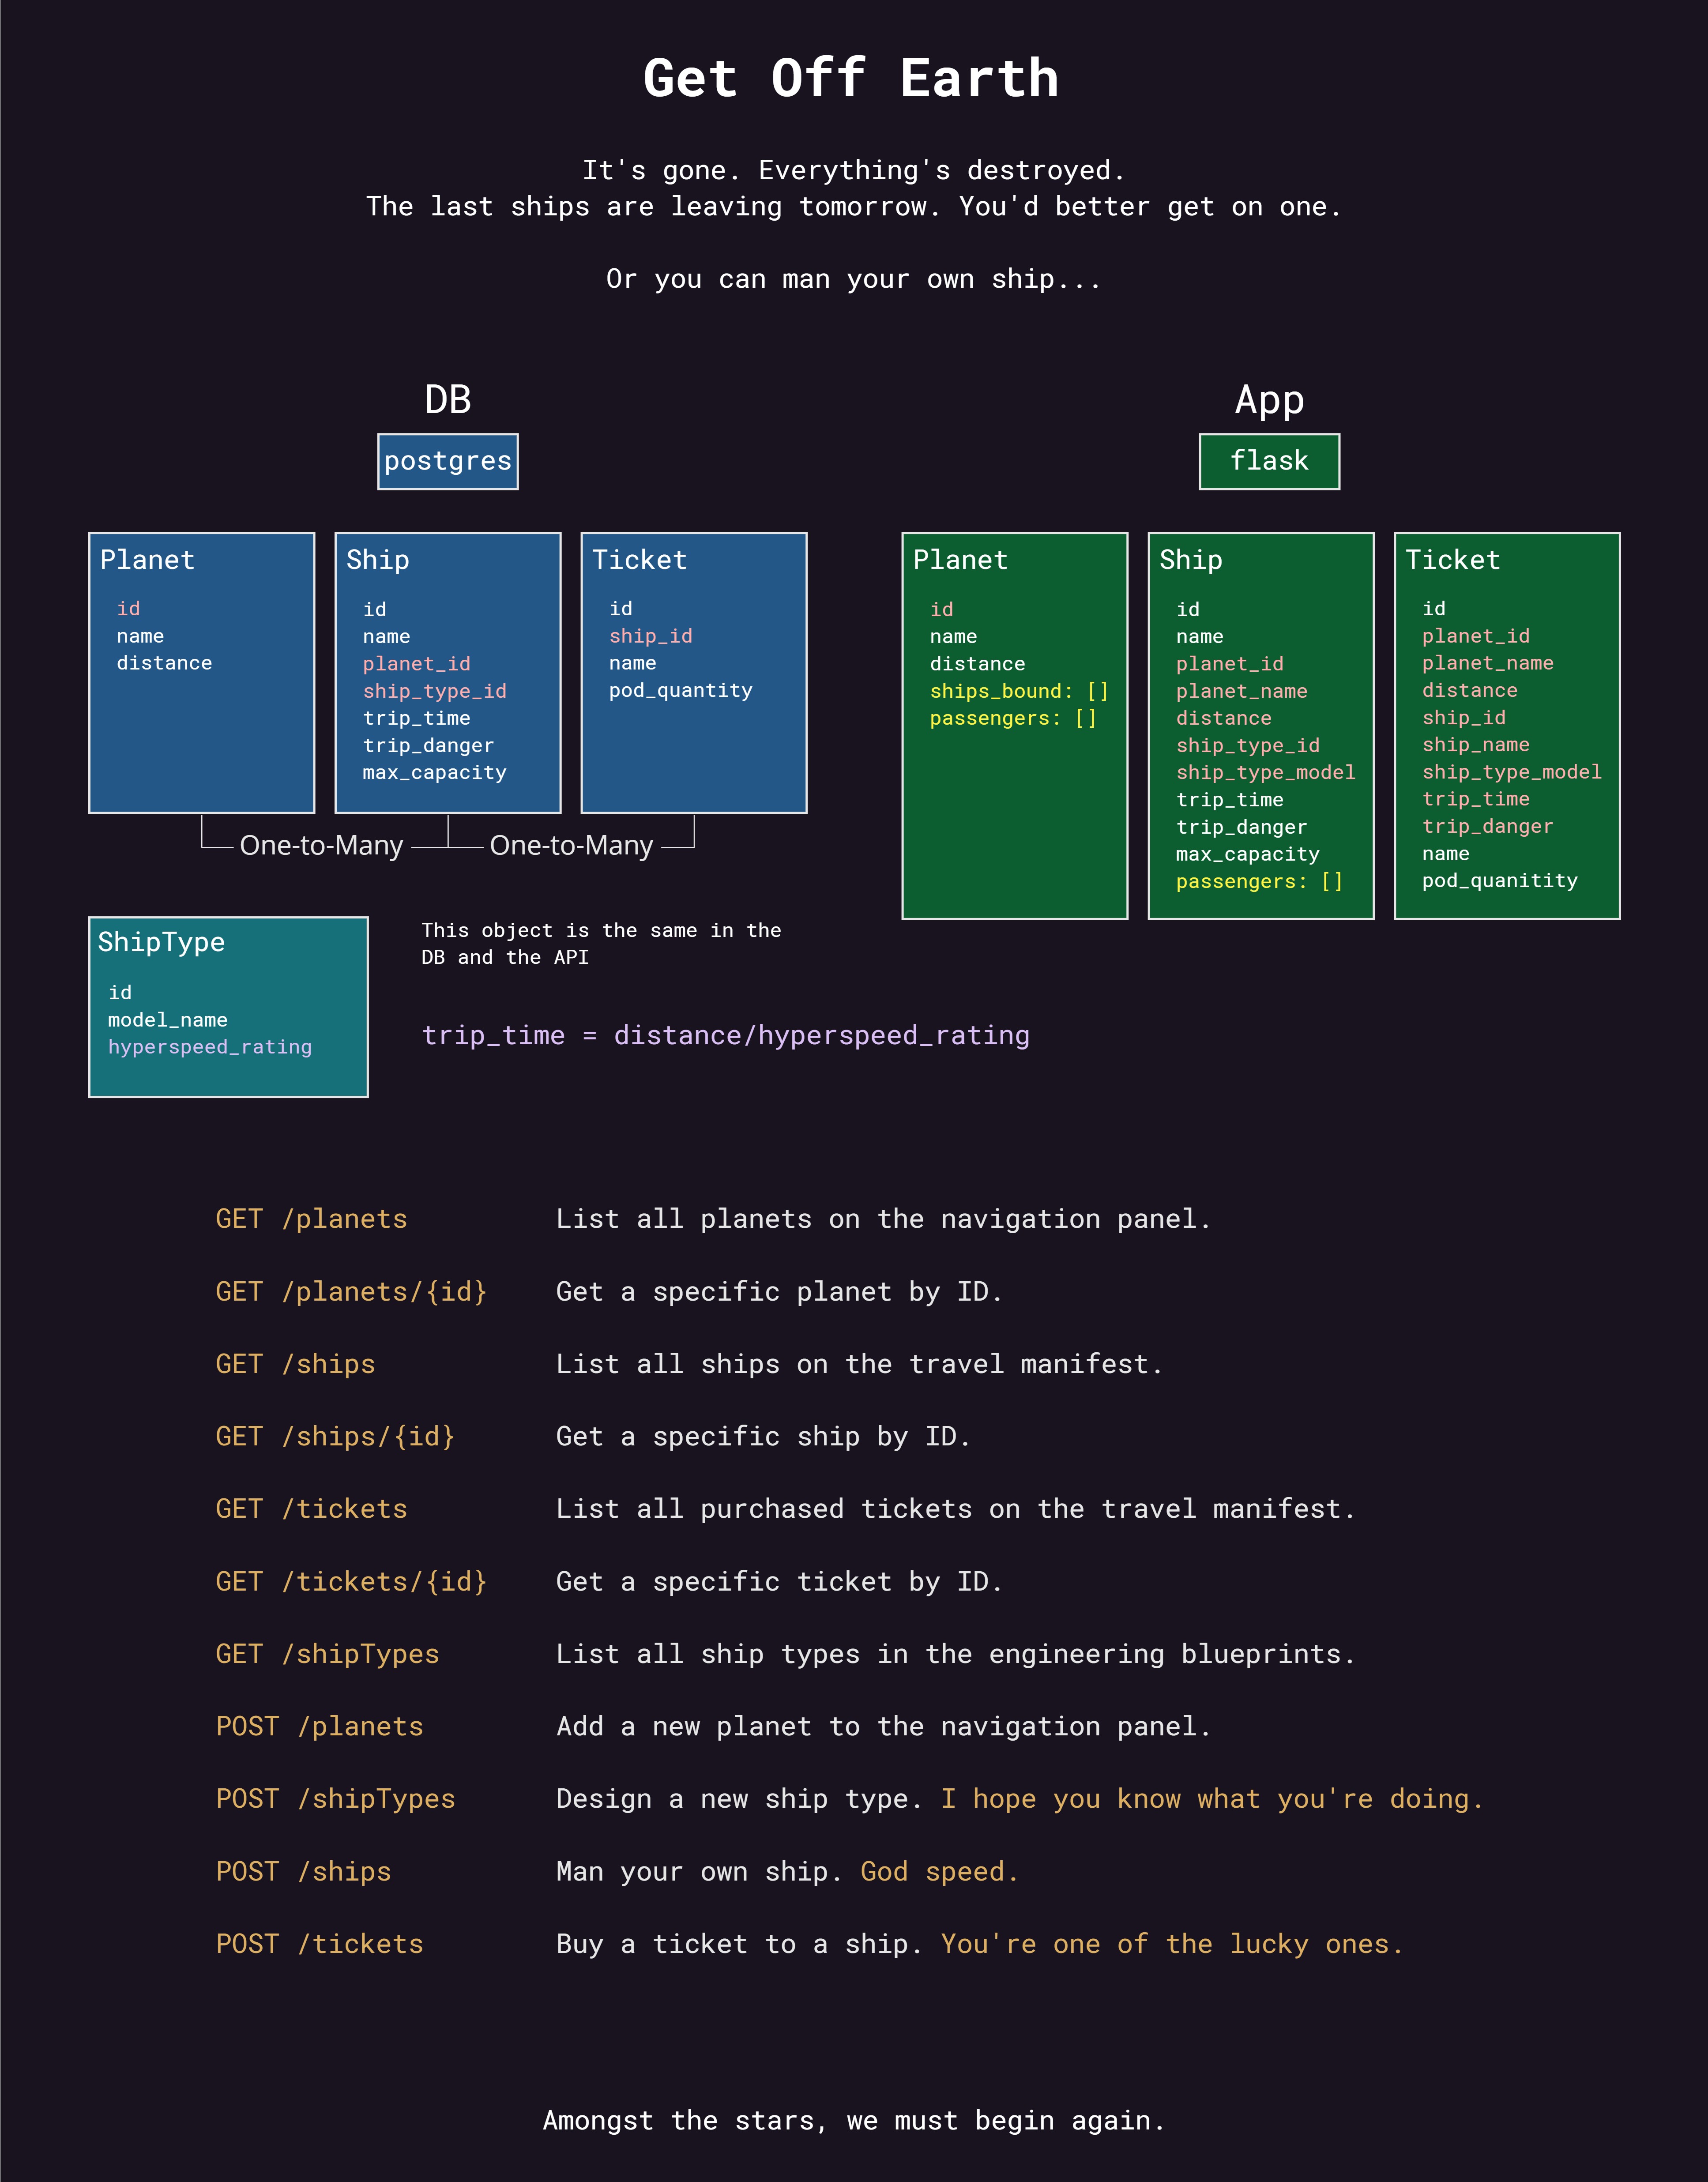 Get Off Earth
It's gone. Everything's destroyed.
The last ships are leaving tomorrow. You'd better get on one.
Or you can man your own ship...
DB
postgres
Planet
id
name
distance
Ship
id
name
planet_id
ship_type_id
trip_time
trip_danger
max_capacity
Ticket
id
ship_id
name
pod_quantity
One-to-Many
One-to-Many
App
flask
Planet
id
name
distance
ships_bound: []
passengers: []
Ship
id
name
planet_id
planet_name
distance
ship_type_id
ship_type_model
trip_time
trip_danger
max_capacity
passengers: []
Ticket
id
planet_id
planet_name
distance
ship_id
ship_name
ship_type_model
trip_time
trip_danger
name
pod_quanitity
ShipType
id
model_name
hyperspeed_rating
This object is the same in the
DB and the API
trip_time = distance/hyperspeed_rating
GET /planets List all planets on the navigation panel.
GET /planets/{id} Get a specific planet by ID.
GET /ships List all ships on the travel manifest.
GET /ships/{id} Get a specific ship by ID.
GET /tickets List all purchased tickets on the travel manifest.
GET /tickets/{id} Get a specific ticket by ID.
GET /shipTypes List all ship types in the engineering blueprints.
POST /planets Add a new planet to the navigation panel.
POST /shipTypes Design a new ship type. I hope you know what you're doing.
POST /ships Man your own ship. God speed.
POST /tickets Buy a ticket to a ship. You're one of the lucky ones.
Amongst the stars, we must begin again.